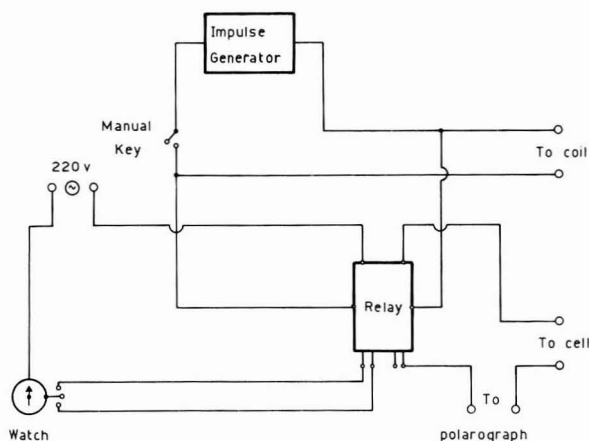 Impulse
Generator
Manual
Key
To coil
220 v
Relay
To cell
To
polarograph
Watch